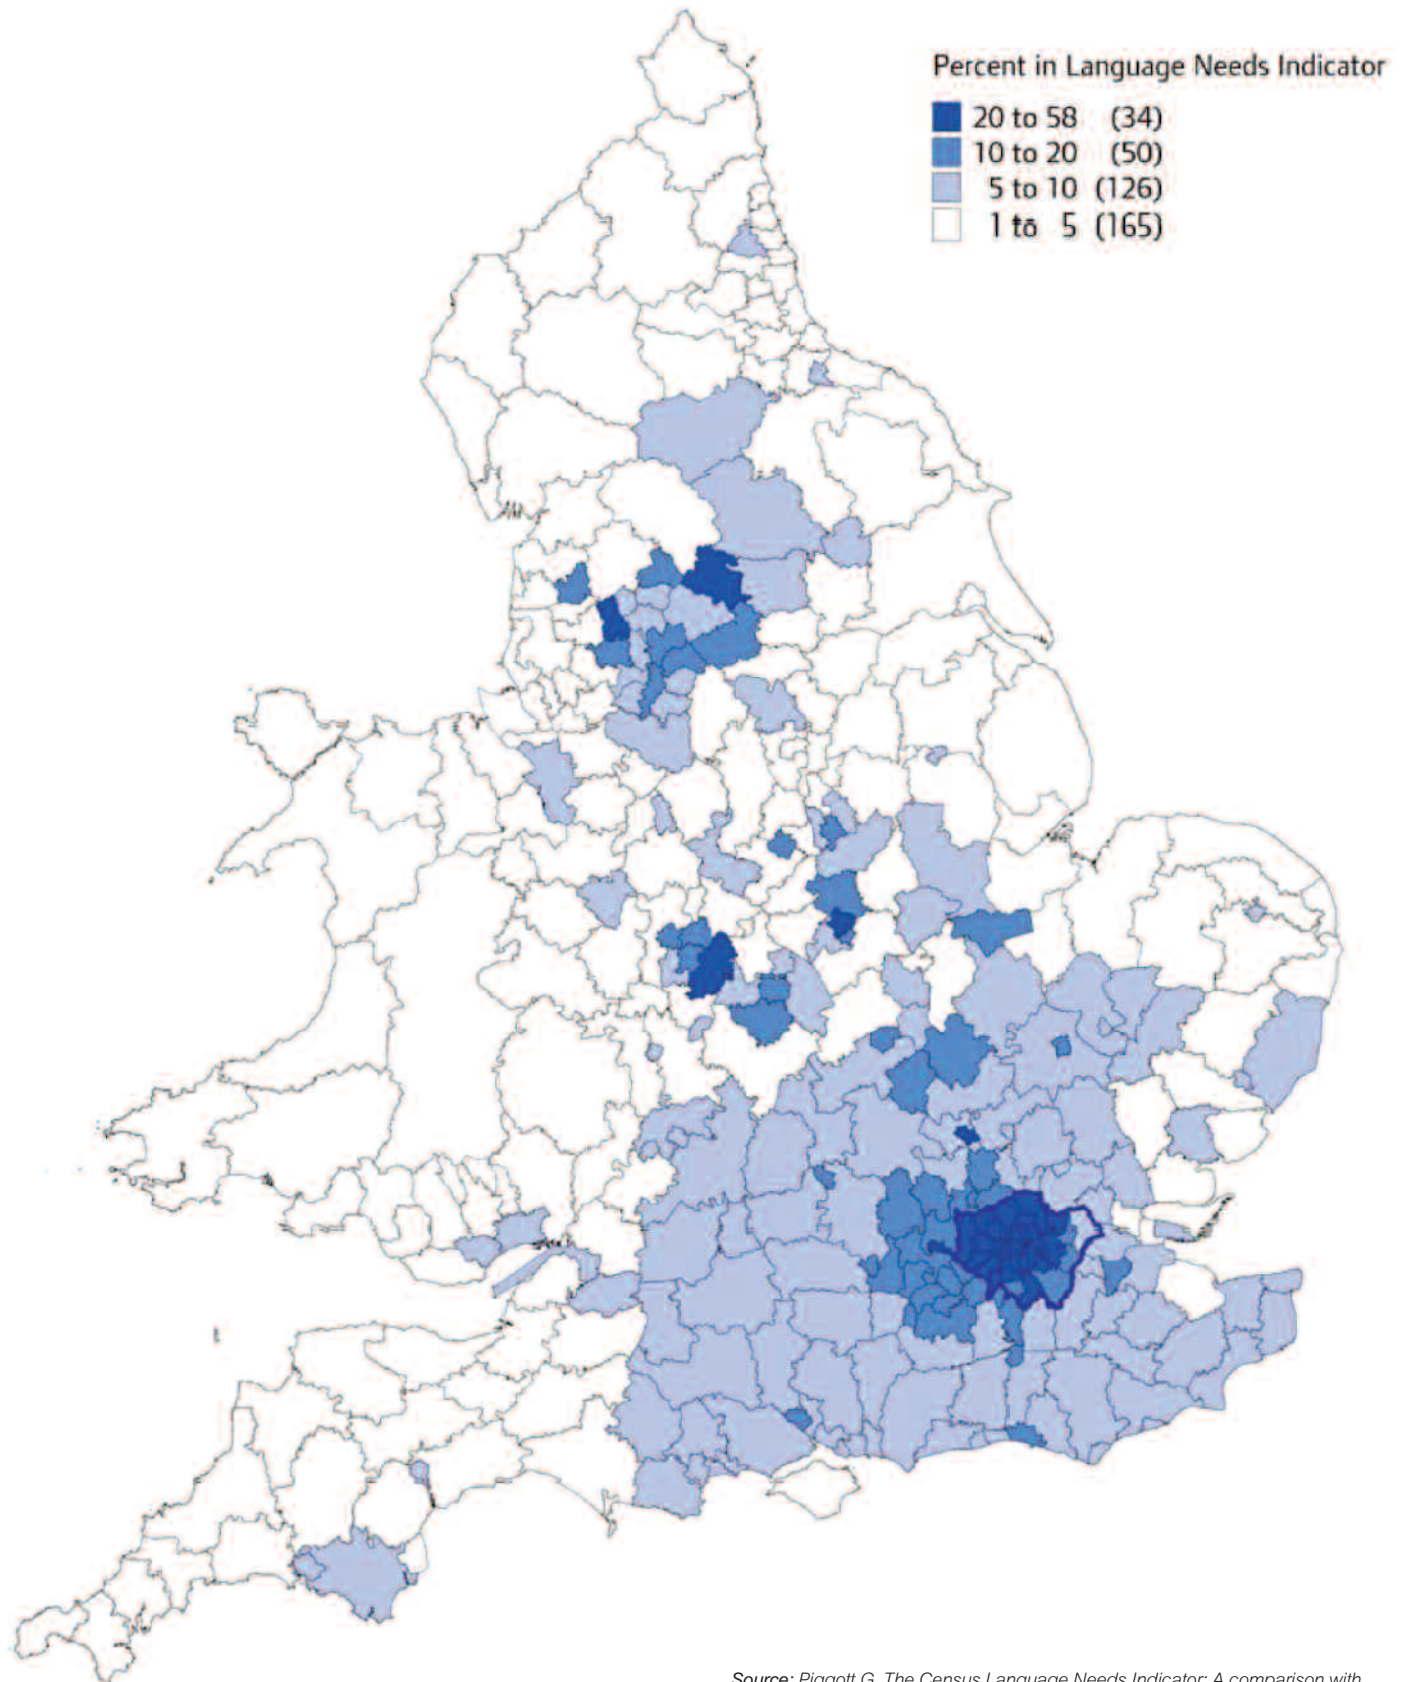 Percent in Language Needs Indicator
20 to 58 (34)
10 to 20 (50)
5 to 10 (126)
1 to 5 (165)
Source: Piggott G. The Census Language Needs Indicator: A comparison with